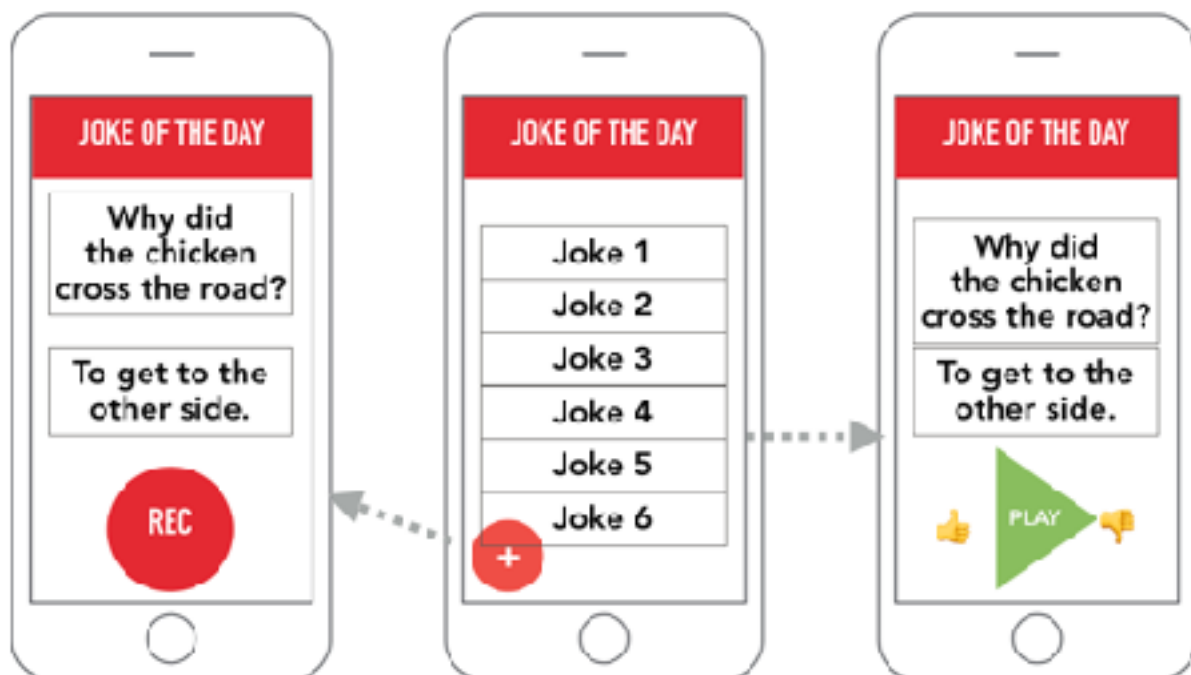 JOKE OF THE DAY
Why did
the chicken
cross the road?
To get to the
other side.
REC
JOKE OF THE DAY
Joke 1
Joke 2
Joke 3
Joke 4
Joke 5
Joke 6
+
JOKE OF THE DAY
Why did
the chicken
cross the road?
To get to the
other side.
PLAY